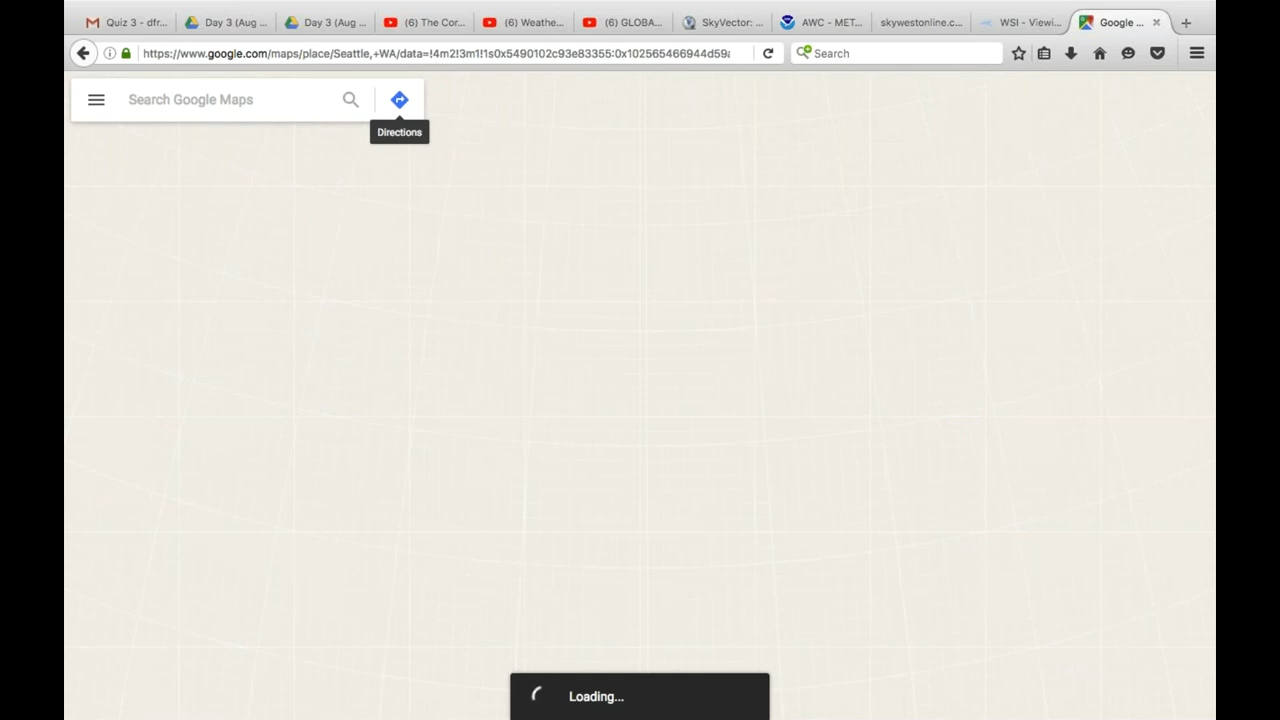 Quiz 3 - dfr... Day 3 (Aug ... Day 3 (Aug ... (6) The Cor... (6) Weathe... (6) GLOBA... SkyVector: ... AWC - MET... skywestonline.c... WSI - Viewi... Google ...
https://www.google.com/maps/place/Seattle,+WA/data=!4m2!3m1!1s0x5490102c93e83355:0x102565466944d59a Search
Search Google Maps
Directions
Loading...